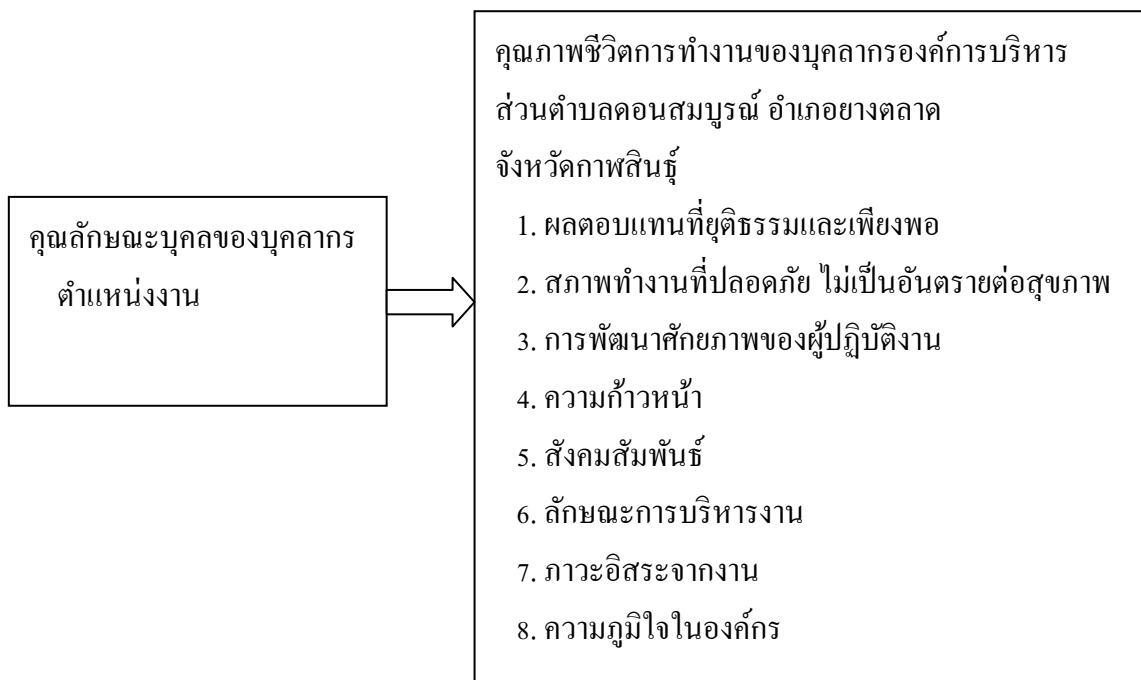 คุณลักษณะบุคลของบุคลากร
ตำแหน่งงาน
คุณภาพชีวิตการทำงานของบุคลากรองค์การบริหาร
ส่วนตำบลดอนสมบูรณ์ อำเภอยางตลาด
จังหวัดกาฬสินธุ์
1. ผลตอบแทนที่ยุติธรรมและเพียงพอ
2. สภาพทำงานที่ปลอดภัย ไม่เป็นอันตรายต่อสุขภาพ
3. การพัฒนาศักยภาพของผู้ปฏิบัติงาน
4. ความก้าวหน้า
5. สังคมสัมพันธ์
6. ลักษณะการบริหารงาน
7. ภาวะอิสระจากงาน
8. ความภูมิใจในองค์กร